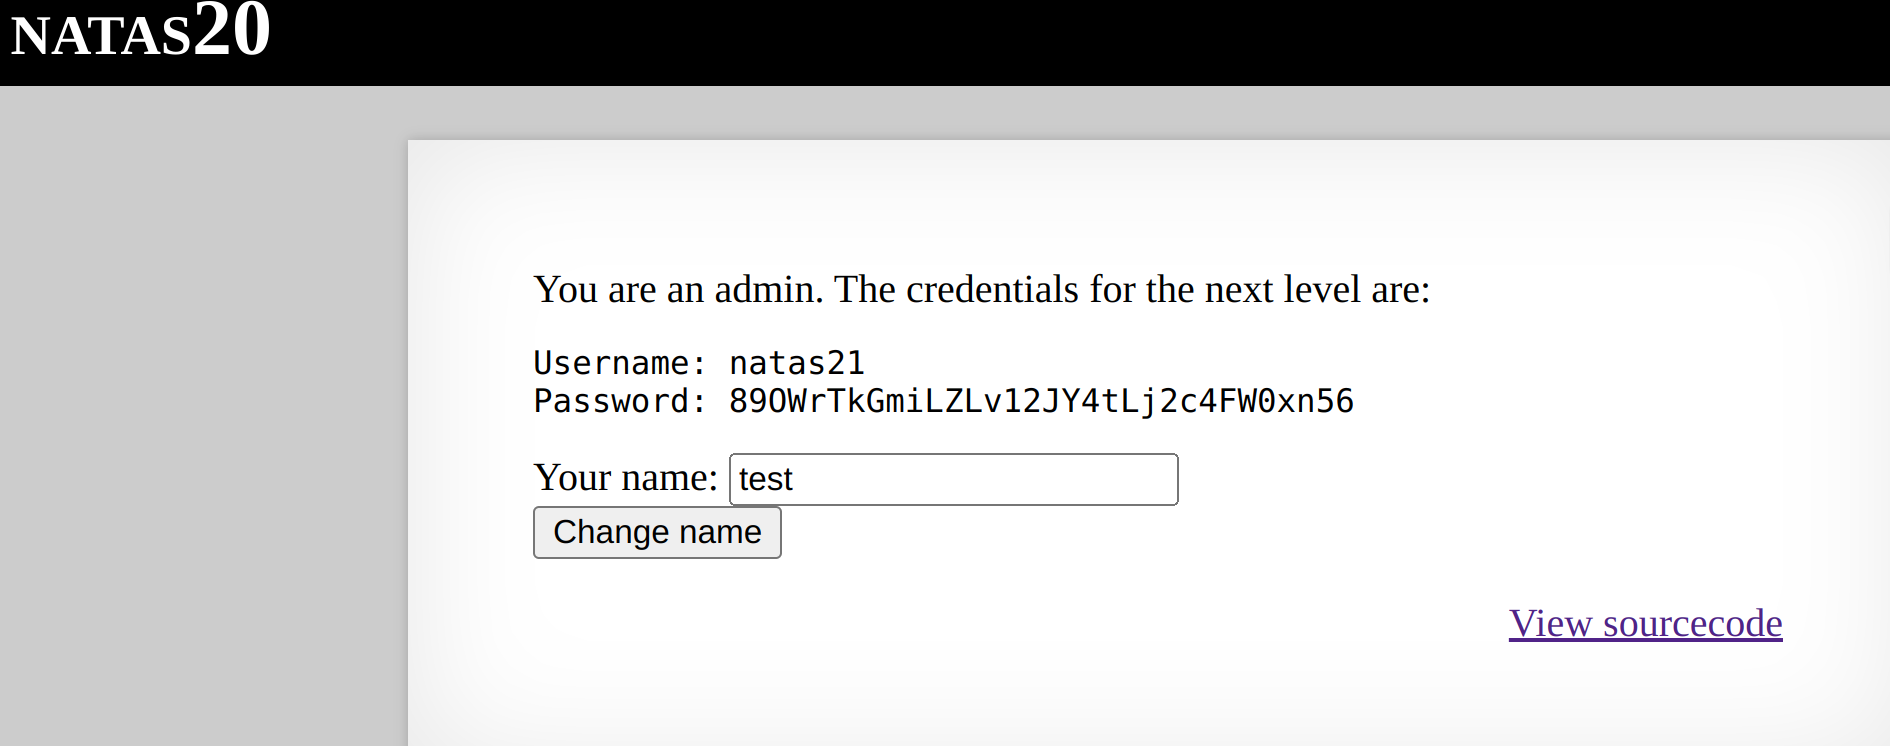 NATAS20
You are an admin. The credentials for the next level are:
Username: natas21
Password: 89OWrTkGmiLZLv12JY4tLj2c4FW0xn56
Your name: test
Change name
View sourcecode